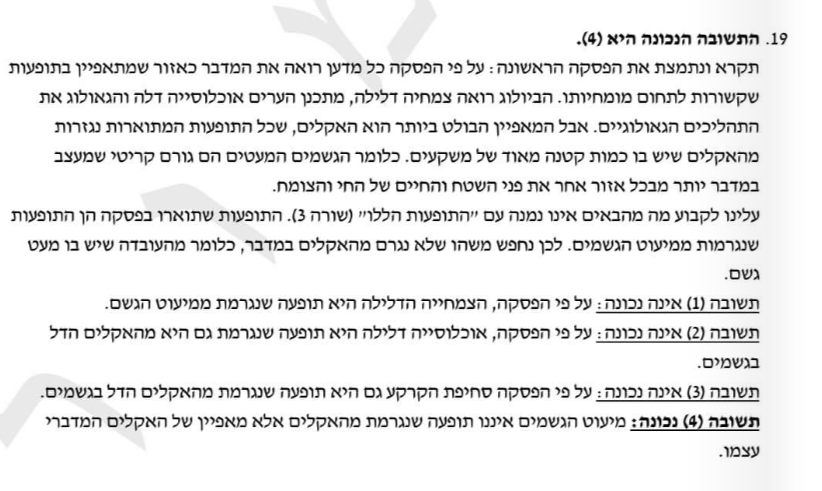 19. התשובה הנכונה היא (4).
תקרא ונתמצת את הפסקה הראשונה: על פי הפסקה כל מדען רואה את המדבר כאזור שמתאפיין בתופעות
שקשורות לתחום מומחיותו. הביולוג רואה צמחיה דלילה, מתכנן הערים אוכלוסייה דלה והגאולוג את
התהליכים הגאולוגיים. אבל המאפיין הבולט ביותר הוא האקלים, שכל התופעות המתוארות נגזרות
מהאקלים שיש בו כמות קטנה מאוד של משקעים. כלומר הגשמים המעטים הם גורם קריטי שמעצב
במדבר יותר מבכל אזור אחר את פני השטח והחיים של החי והצומח.
עלינו לקבוע מה מהבאים אינו נמנה עם "התופעות הללו" (שורה 3). התופעות שתוארו בפסקה הן התופעות
שנגרמות ממיעוט הגשמים. לכן נחפש משהו שלא נגרם מהאקלים במדבר, כלומר מהעובדה שיש בו מעט
גשם.
תשובה (1) אינה נכונה: על פי הפסקה, הצמחייה הדלילה היא תופעה שנגרמת ממיעוט הגשם.
תשובה (2) אינה נכונה: על פי הפסקה, אוכלוסייה דלילה היא תופעה שנגרמת גם היא מהאקלים הדל
בגשמים.
תשובה (3) אינה נכונה: על פי הפסקה סחיפת הקרקע גם היא תופעה שנגרמת מהאקלים הדל בגשמים.
תשובה (4) נכונה: מיעוט הגשמים איננו תופעה שנגרמת מהאקלים אלא מאפיין של האקלים המדברי
עצמו.